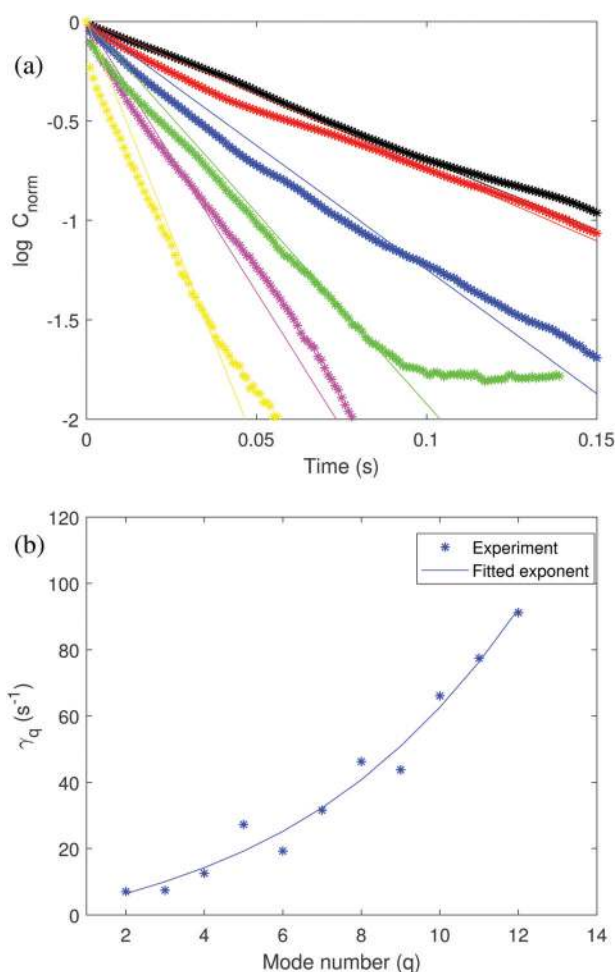 (a)
log C_norm
0
-0.5
-1
-1.5
-2
0
0.05
0.1
0.15
Time (s)
(b)
γ_q (s⁻¹)
120
100
80
60
40
20
0
Experiment
Fitted exponent
2
4
6
8
10
12
14
Mode number (q)